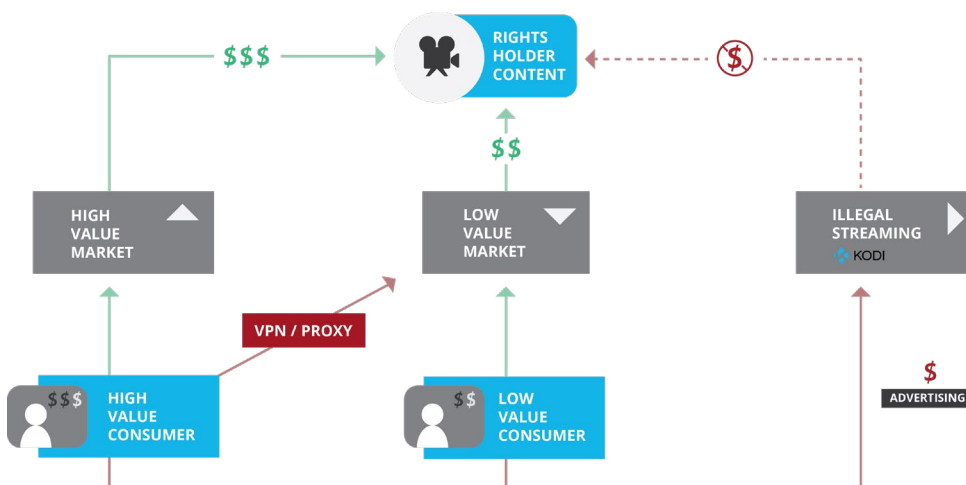 $$$
RIGHTS
HOLDER
CONTENT
$
$$
HIGH
VALUE
MARKET
LOW
VALUE
MARKET
ILLEGAL
STREAMING
KODI
VPN / PROXY
$
ADVERTISING
$$$
HIGH
VALUE
CONSUMER
$$
LOW
VALUE
CONSUMER